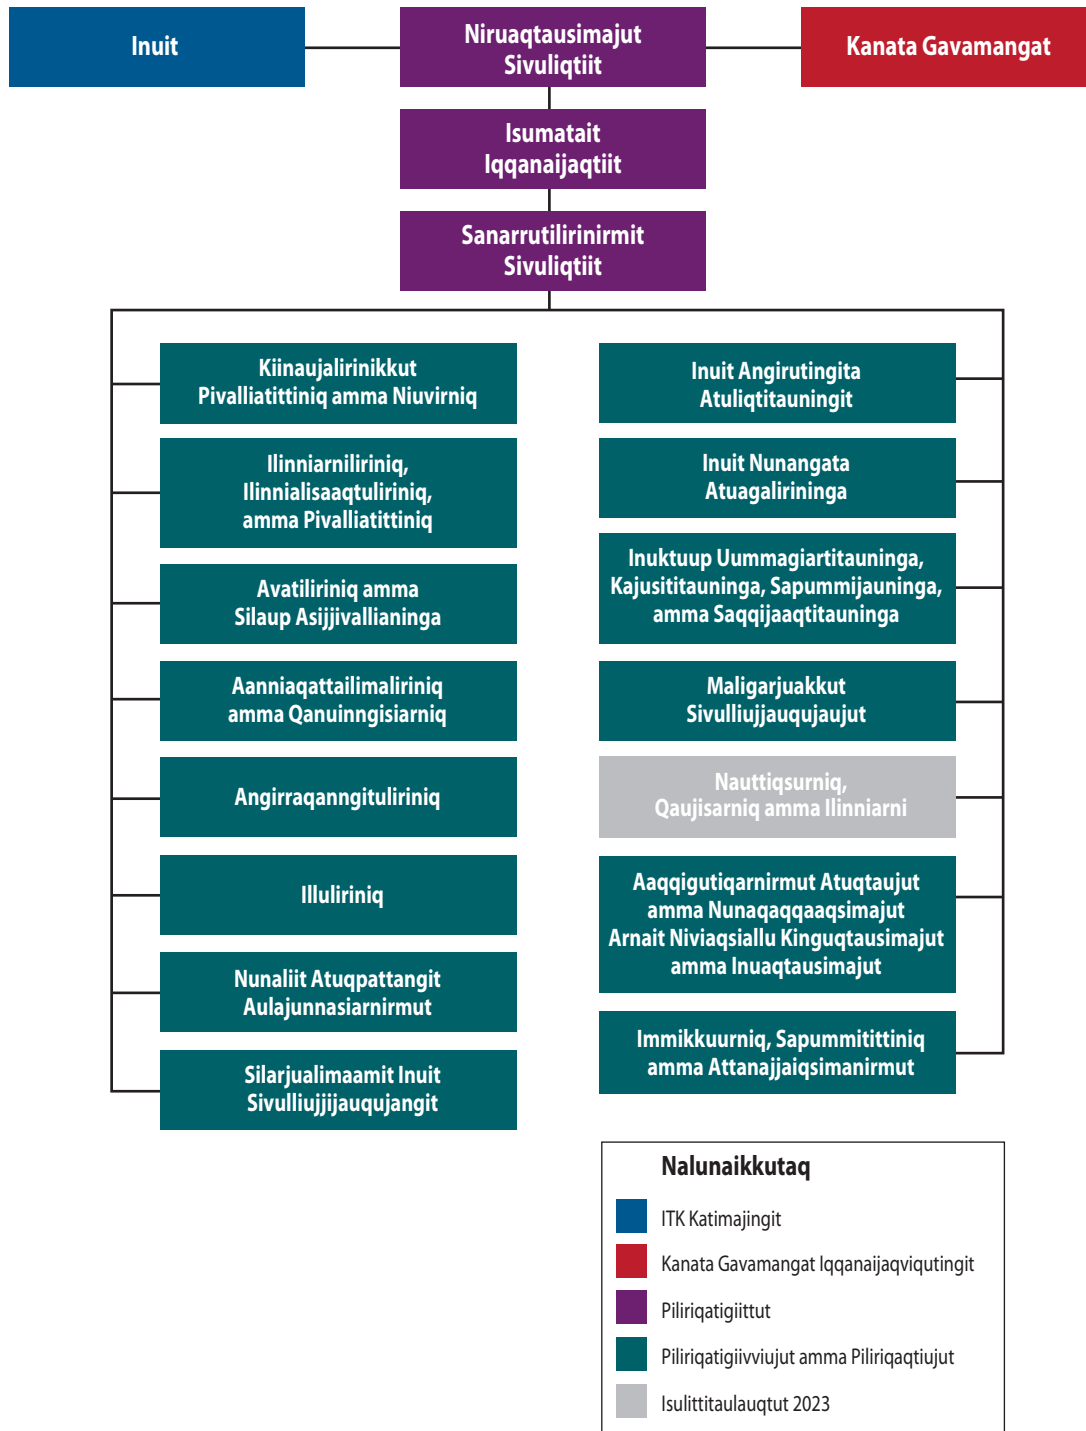 Inuit
Niruaqtausimajut
Sivuliqtiit
Kanata Gavamangat
Isumatait
Iqqanaijaqtiit
Sanarrutilirinirmit
Sivuliqtiit
Kiinaujalirinikkut
Pivalliatittiniq amma Niuvirniq
Ilinniarniliriniq,
Ilinnialisaaqtuliriniq,
amma Pivalliatittiniq
Avatiliriniq amma
Silaup Asijjivallianinga
Aanniaqattailimaliriniq
amma Qanuinngisiarniq
Angirraqanngituliriniq
Illuliriniq
Nunaliit Atuqpattangit
Aulajunnasiarnirmut
Silarjualimaamit Inuit
Sivulliujjijauqujangit
Inuit Angirutingita
Atuliqtitauningit
Inuit Nunangata
Atuagalirininga
Inuktuup Uummagiartitauninga,
Kajusititauninga, Sapummijauninga,
amma Saqqijaaqtitauninga
Maligarjuakkut
Sivulliujjauqujaujut
Nauttiqsurniq,
Qaujisarniq amma Ilinniarni
Aaqqigutiqarnirmut Atuqtaujut
amma Nunaqaqqaaqsimajut
Arnait Niviaqsiallu Kinguqtausimajut
amma Inuaqtausimajut
Immikkuurniq, Sapummitittiniq
amma Attanajjaiqsimanirmut
Nalunaikkutaq
ITK Katimajingit
Kanata Gavamangat Iqqanaijaqviqutingit
Piliriqatigiittut
Piliriqatigiivviujut amma Piliriqaqtiujut
Isulittitaulauqtut 2023